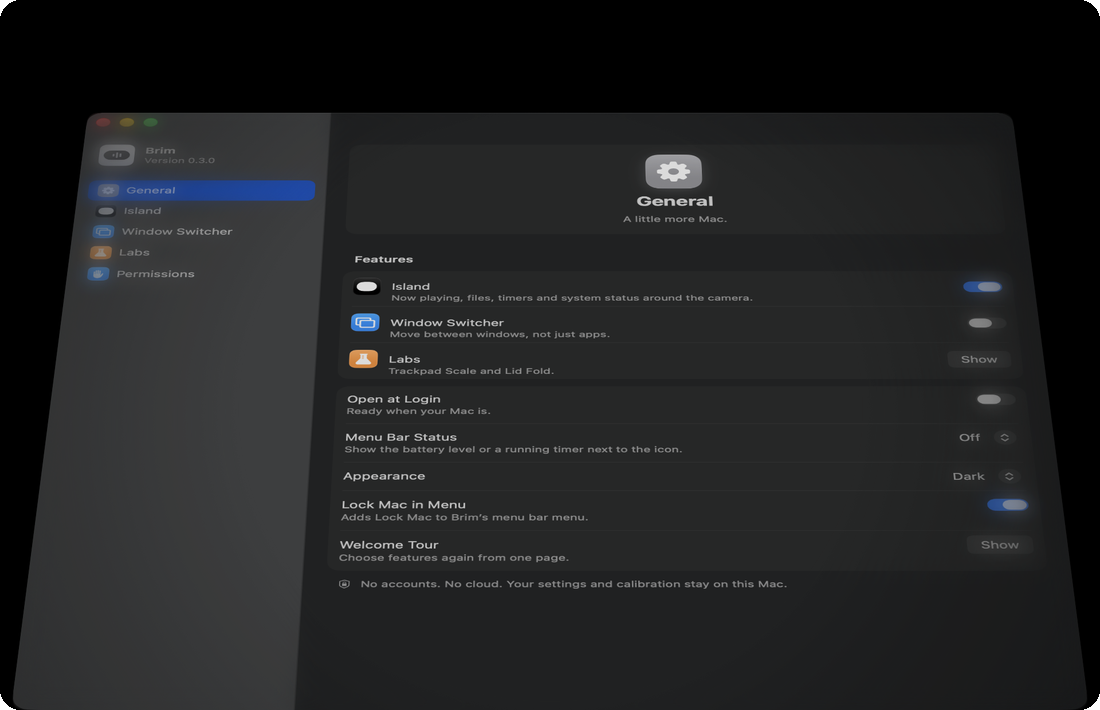 Brim
Version 0.3.0
General
Island
Window Switcher
Labs
Permissions
General
A little more Mac.
Features
Island
Now playing, files, timers and system status around the camera.
Window Switcher
Move between windows, not just apps.
Labs
Trackpad Scale and Lid Fold.
Show
Open at Login
Ready when your Mac is.
Menu Bar Status
Show the battery level or a running timer next to the icon.
Off
Appearance
Dark
Lock Mac in Menu
Adds Lock Mac to Brim's menu bar menu.
Welcome Tour
Choose features again from one page.
Show
No accounts. No cloud. Your settings and calibration stay on this Mac.